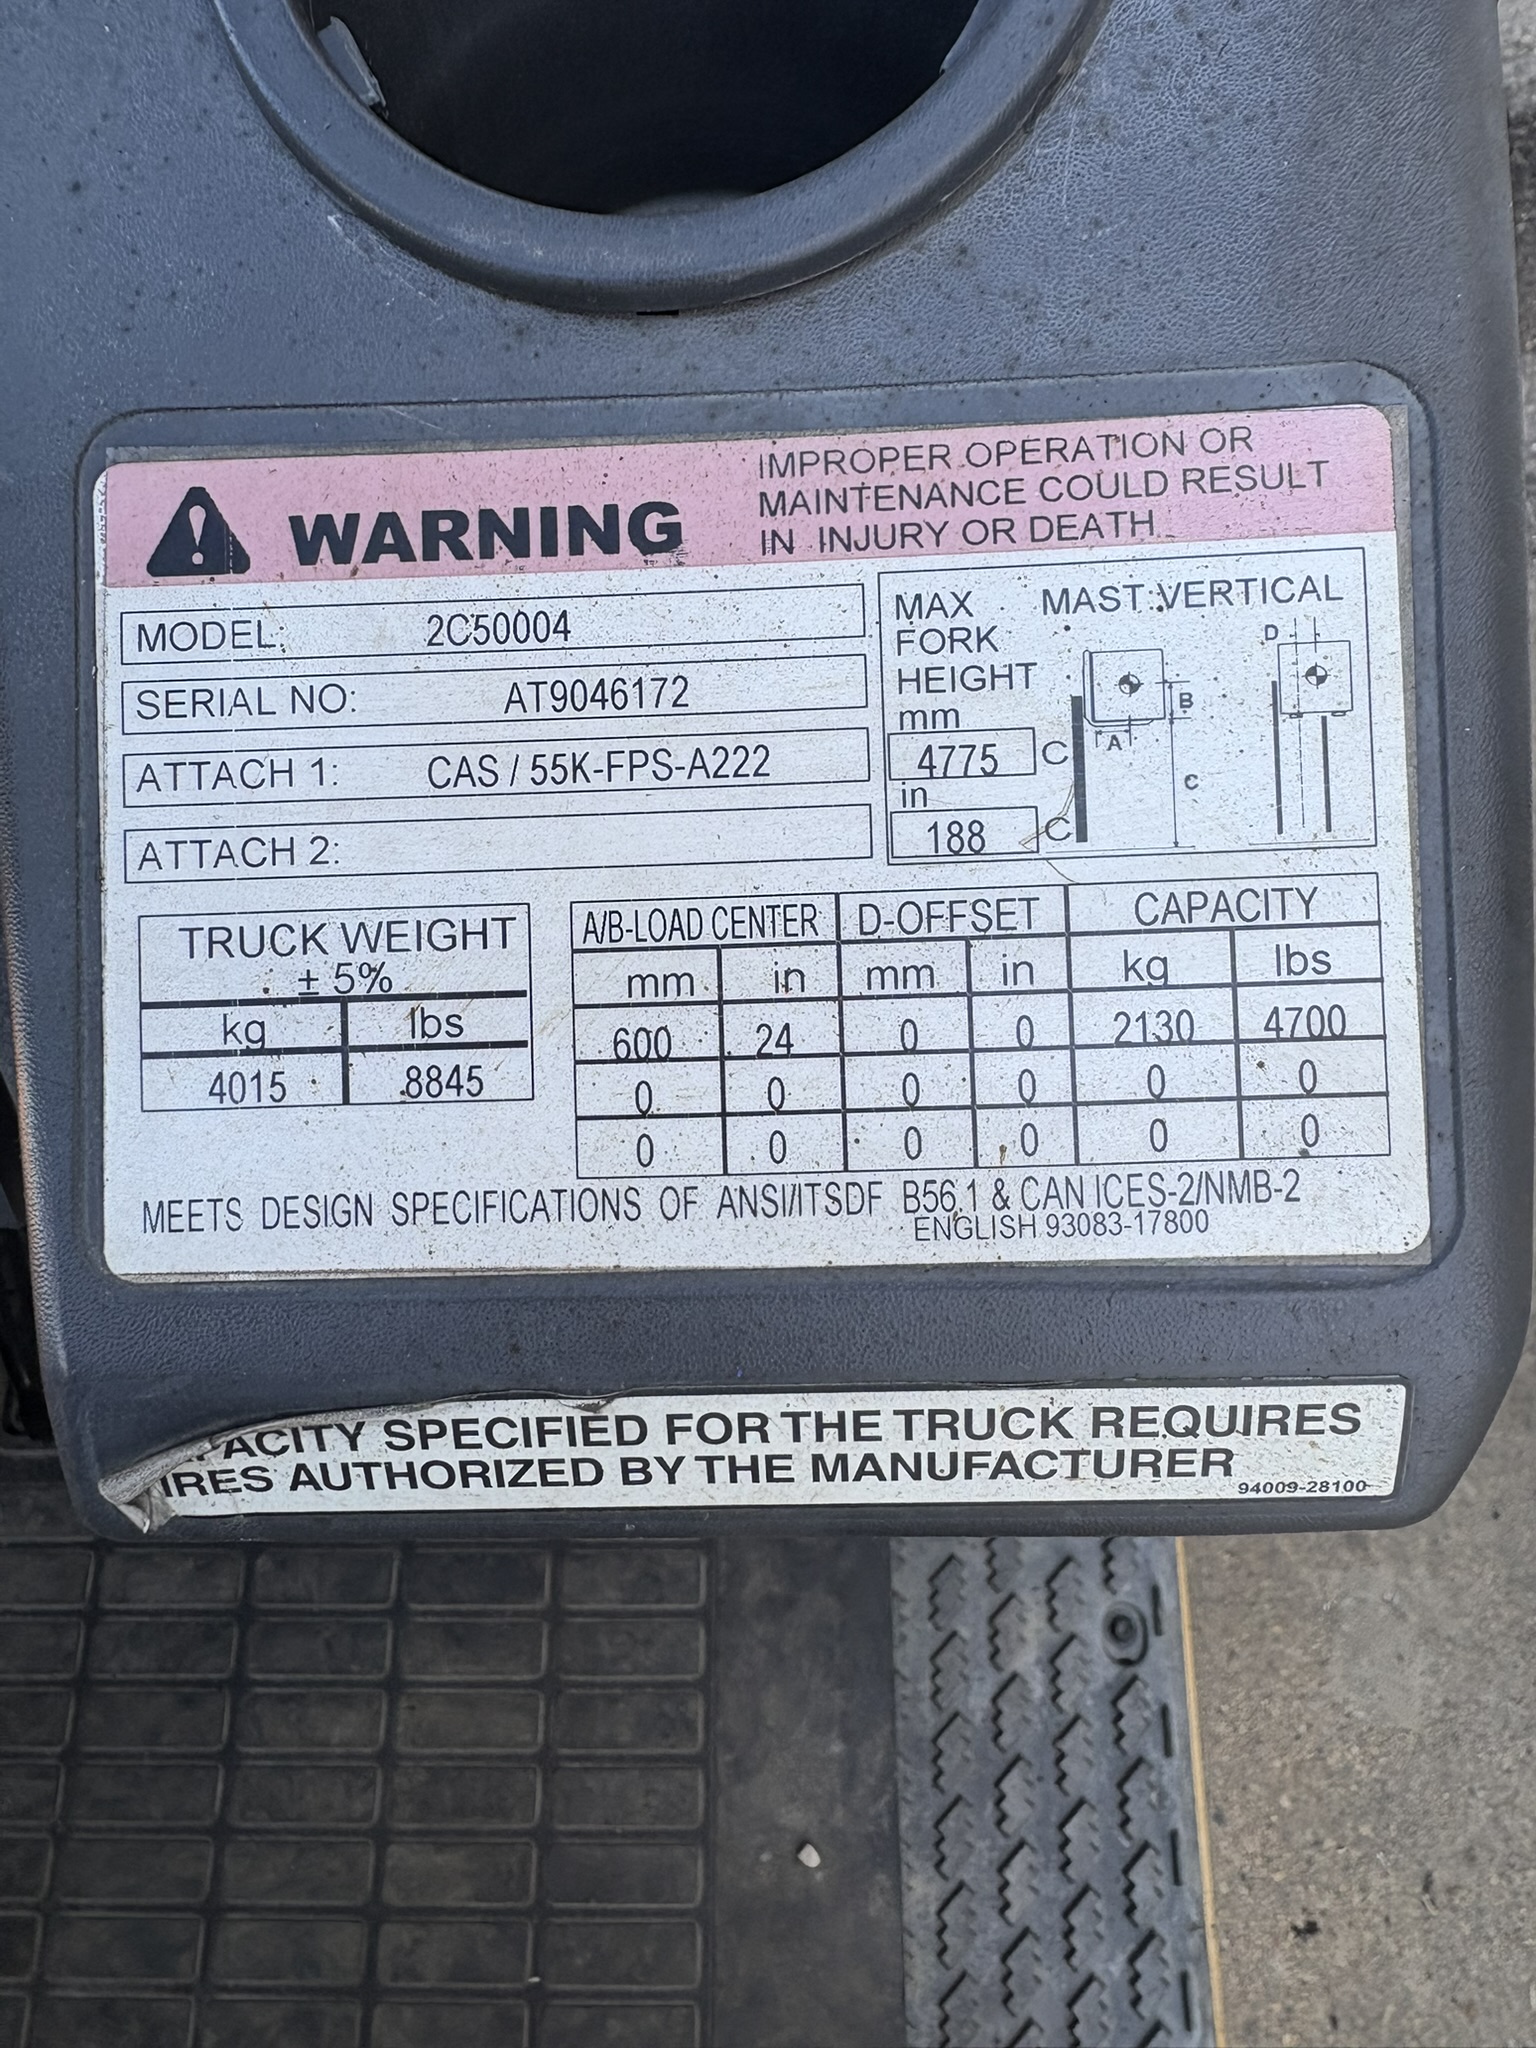 WARNING
IMPROPER OPERATION OR
MAINTENANCE COULD RESULT
IN INJURY OR DEATH
MODEL: 2C50004
SERIAL NO: AT9046172
ATTACH 1: CAS / 55K-FPS-A222
ATTACH 2:
MAX FORK HEIGHT
MAST VERTICAL
mm
4775 C
in
188 C
A
B
C
D
TRUCK WEIGHT
± 5%
kg lbs
4015 8845
A/B-LOAD CENTER D-OFFSET CAPACITY
mm in mm in kg lbs
600 24 0 0 2130 4700
0 0 0 0 0 0
0 0 0 0 0 0
MEETS DESIGN SPECIFICATIONS OF ANSI/ITSDF B56.1 & CAN ICES-2/NMB-2
ENGLISH 93083-17800
ACITY SPECIFIED FOR THE TRUCK REQUIRES
IRES AUTHORIZED BY THE MANUFACTURER
94009-28100